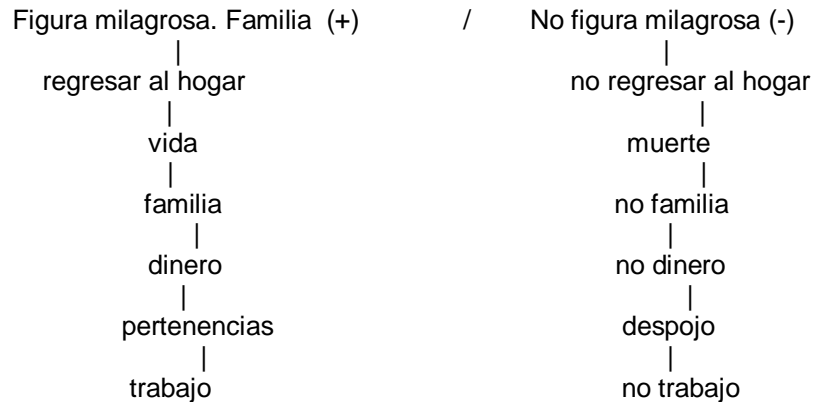 Figura milagrosa. Familia (+) / No figura milagrosa (-)
| |
regresar al hogar no regresar al hogar
| |
vida muerte
| |
familia no familia
| |
dinero no dinero
| |
pertenencias despojo
| |
trabajo no trabajo